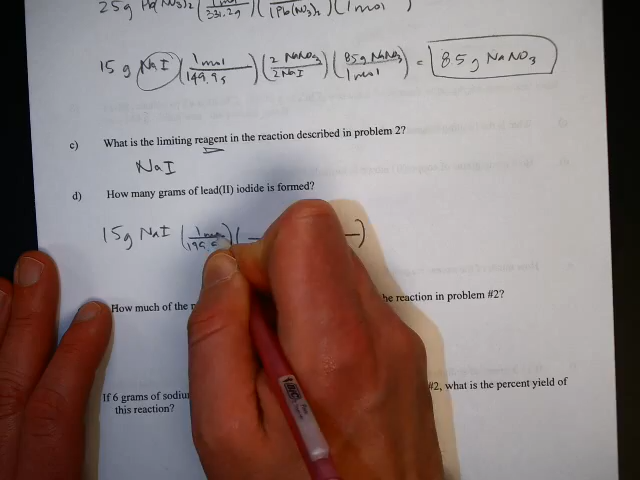 25g Pb(NO3)2 (1mol/331.2g)( /1Pb(NO3)2)( /1mol)
15 g NaI (1mol/149.9g)(2 NaNO3/2NaI)(85g NaNO3/1mol) = 8.5g NaNO3
c) What is the limiting reagent in the reaction described in problem 2?
NaI
d) How many grams of lead(II) iodide is formed?
15g NaI (1mol/149.9)(
How much of the he reaction in problem #2?
If 6 grams of sodiu #2, what is the percent yield of
this reaction?
BIC